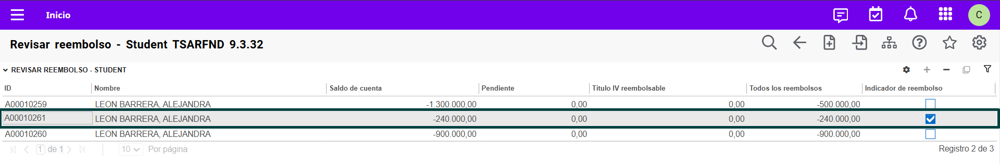 Inicio
C
Revisar reembolso - Student TSARFND 9.3.32
REVISAR REEMBOLSO - STUDENT
ID Nombre Saldo de cuenta Pendiente Título IV reembolsable Todos los reembolsos Indicador de reembolso
A00010259 LEON BARRERA, ALEJANDRA -1.300.000,00 0,00 0,00 -500.000,00
A00010261 LEON BARRERA, ALEJANDRA -240.000,00 0,00 0,00 -240.000,00
A00010260 LEON BARRERA, ALEJANDRA -900.000,00 0,00 0,00 -900.000,00
1 de 1 10 Por página Registro 2 de 3